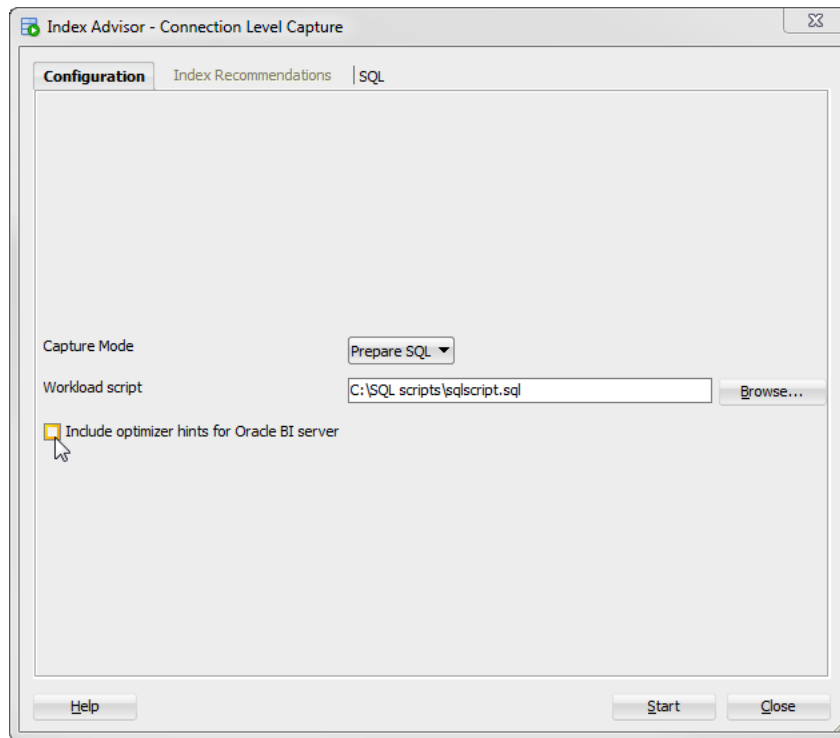 Index Advisor - Connection Level Capture
Configuration Index Recommendations SQL
Capture Mode Prepare SQL
Workload script C:\SQL scripts\sqlscript.sql Browse...
Include optimizer hints for Oracle BI server
Help Start Close